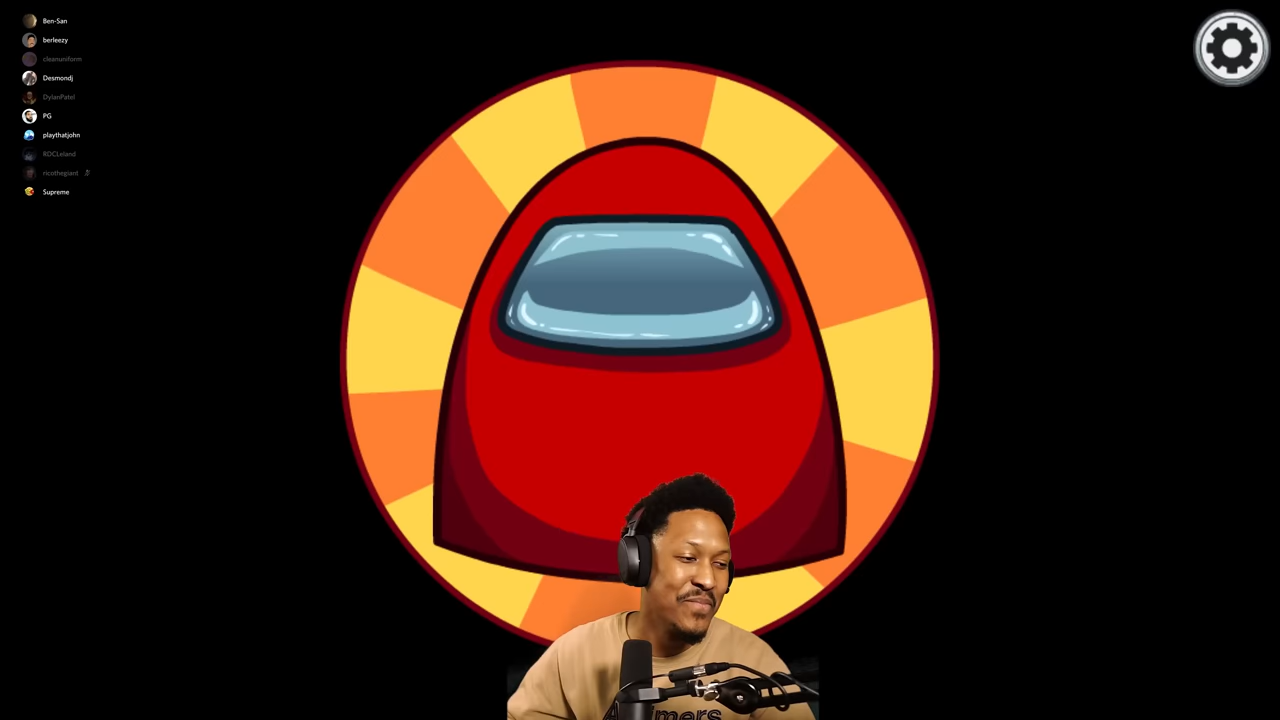 Ben-San
berleezy
cleanuniform
Desmondj
DylanPatel
PG
playthatjohn
RDCLeland
ricothegiant
Supreme